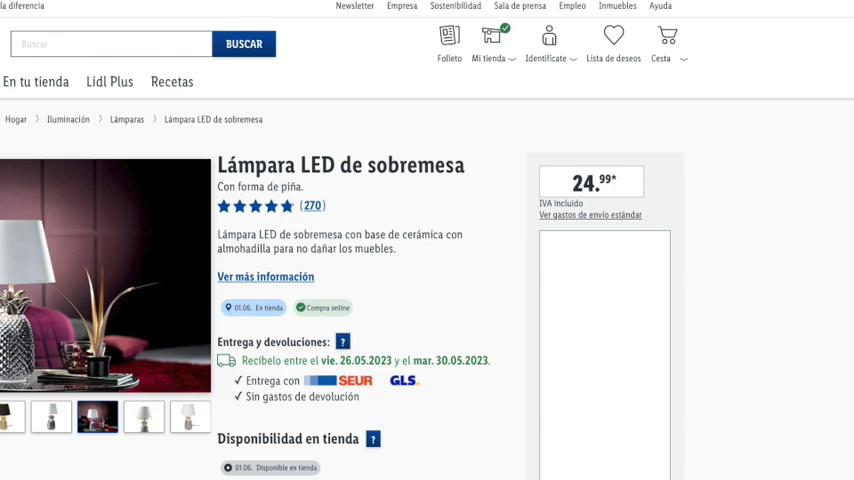 la diferencia
Newsletter Empresa Sostenibilidad Sala de prensa Empleo Inmuebles Ayuda
Buscar
BUSCAR
Folleto Mi tienda Identifícate Lista de deseos Cesta
En tu tienda Lidl Plus Recetas
Hogar Iluminación Lámparas Lámpara LED de sobremesa
Lámpara LED de sobremesa
Con forma de piña.
(270)
Lámpara LED de sobremesa con base de cerámica con
almohadilla para no dañar los muebles.
Ver más información
01.06. En tienda Compra online
Entrega y devoluciones: ?
Recíbelo entre el vie. 26.05.2023 y el mar. 30.05.2023.
✓ Entrega con SEUR GLS.
✓ Sin gastos de devolución
Disponibilidad en tienda ?
01.06. Disponible en tienda
24.99*
IVA incluido
Ver gastos de envío estándar